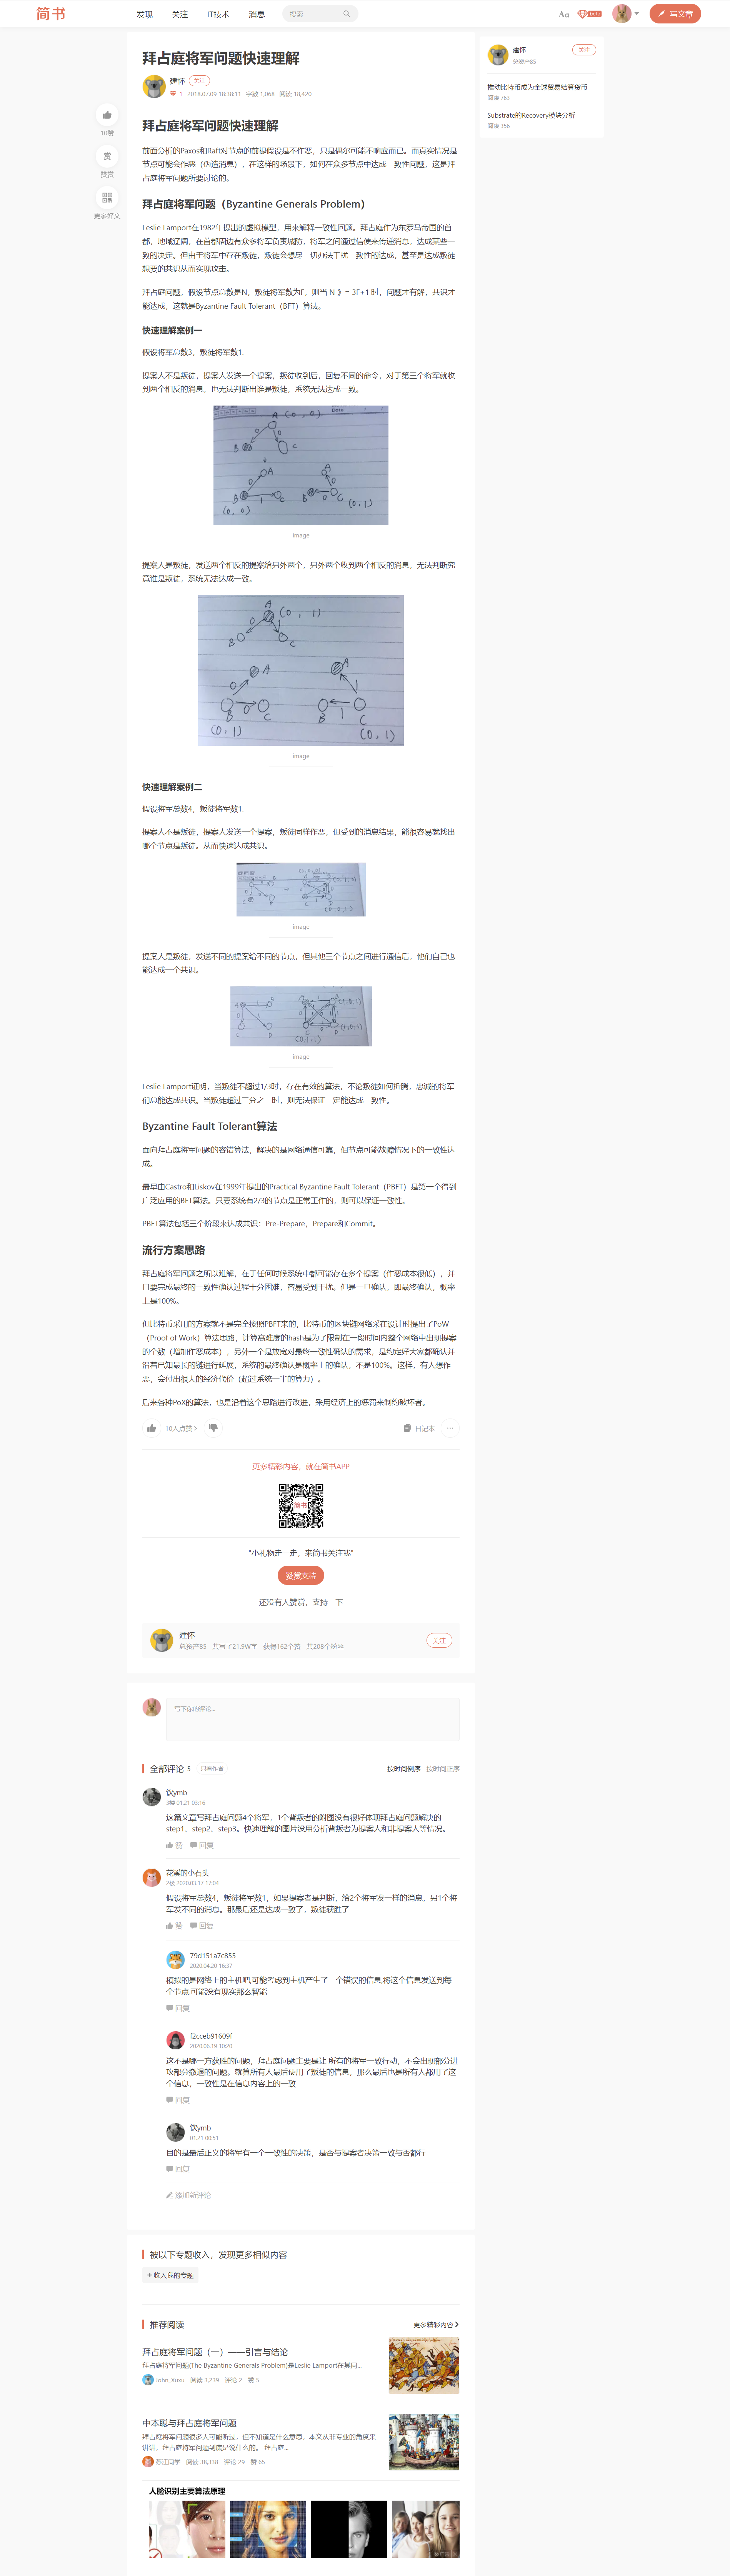 简书
发现
关注
IT技术
消息
搜索
Aa
beta
写文章
拜占庭将军问题快速理解
建怀 关注
1 2018.07.09 18:38:11 字数 1,068 阅读 18,420
10赞
赏
赞赏
更多好文
建怀
关注
总资产85
推动比特币成为全球贸易结算货币
阅读 763
Substrate的Recovery模块分析
阅读 356
拜占庭将军问题快速理解
前面分析的Paxos和Raft对节点的前提假设是不作恶，只是偶尔可能不响应而已。而真实情况是
节点可能会作恶（伪造消息），在这样的场景下，如何在众多节点中达成一致性问题，这是拜
占庭将军问题所要讨论的。
拜占庭将军问题（Byzantine Generals Problem）
Leslie Lamport在1982年提出的虚拟模型，用来解释一致性问题。拜占庭作为东罗马帝国的首
都，地域辽阔，在首都周边有众多将军负责城防，将军之间通过信使来传递消息，达成某些一
致的决定。但由于将军中存在叛徒，叛徒会想尽一切办法干扰一致性的达成，甚至是达成叛徒
想要的共识从而实现攻击。
拜占庭问题，假设节点总数是N，叛徒将军数为F，则当 N 》= 3F+1 时，问题才有解，共识才
能达成，这就是Byzantine Fault Tolerant（BFT）算法。
快速理解案例一
假设将军总数3，叛徒将军数1.
提案人不是叛徒，提案人发送一个提案，叛徒收到后，回复不同的命令，对于第三个将军就收
到两个相反的消息，也无法判断出谁是叛徒，系统无法达成一致。
Date
A (0, 0)
B
C
(0, 0)
(0, 1)
image
提案人是叛徒，发送两个相反的提案给另外两个，另外两个收到两个相反的消息，无法判断究
竟谁是叛徒，系统无法达成一致。
A (0, 1)
B
C
A
A
B
C
B
C
(0, 1)
(0, 1)
image
快速理解案例二
假设将军总数4，叛徒将军数1.
提案人不是叛徒，提案人发送一个提案，叛徒同样作恶，但受到的消息结果，能很容易就找出
哪个节点是叛徒。从而快速达成共识。
image
提案人是叛徒，发送不同的提案给不同的节点，但其他三个节点之间进行通信后，他们自己也
能达成一个共识。
image
Leslie Lamport证明，当叛徒不超过1/3时，存在有效的算法，不论叛徒如何折腾，忠诚的将军
们总能达成共识。当叛徒超过三分之一时，则无法保证一定能达成一致性。
Byzantine Fault Tolerant算法
面向拜占庭将军问题的容错算法，解决的是网络通信可靠，但节点可能故障情况下的一致性达
成。
最早由Castro和Liskov在1999年提出的Practical Byzantine Fault Tolerant（PBFT）是第一个得到
广泛应用的BFT算法。只要系统有2/3的节点是正常工作的，则可以保证一致性。
PBFT算法包括三个阶段来达成共识：Pre-Prepare，Prepare和Commit。
流行方案思路
拜占庭将军问题之所以难解，在于任何时候系统中都可能存在多个提案（作恶成本很低），并
且要完成最终的一致性确认过程十分困难，容易受到干扰。但是一旦确认，即最终确认，概率
上是100%。
但比特币采用的方案就不是完全按照PBFT来的，比特币的区块链网络采在设计时提出了PoW
（Proof of Work）算法思路，计算高难度的hash是为了限制在一段时间内整个网络中出现提案
的个数（增加作恶成本），另外一个是放宽对最终一致性确认的需求，是约定好大家都确认并
沿着已知最长的链进行延展，系统的最终确认是概率上的确认，不是100%。这样，有人想作
恶，会付出很大的经济代价（超过系统一半的算力）。
后来各种PoX的算法，也是沿着这个思路进行改进，采用经济上的惩罚来制约破坏者。
10人点赞
日记本
更多精彩内容，就在简书APP
简书
"小礼物走一走，来简书关注我"
赞赏支持
还没有人赞赏，支持一下
建怀
总资产85 共写了21.9W字 获得162个赞 共208个粉丝
关注
写下你的评论...
全部评论 5 只看作者
按时间倒序 按时间正序
饮ymb
3楼 01.21 03:16
这篇文章写拜占庭问题4个将军，1个背叛者的附图没有很好体现拜占庭问题解决的
step1、step2、step3。快速理解的图片没用分析背叛者为提案人和非提案人等情况。
赞 回复
花溪的小石头
2楼 2020.03.17 17:04
假设将军总数4，叛徒将军数1，如果提案者是判断，给2个将军发一样的消息，另1个将
军发不同的消息。那最后还是达成一致了，叛徒获胜了
赞 回复
79d151a7c855
2020.04.20 16:37
模拟的是网络上的主机吧,可能考虑到主机产生了一个错误的信息,将这个信息发送到每一
个节点.可能没有现实那么智能
回复
f2cceb91609f
2020.06.19 10:20
这不是哪一方获胜的问题，拜占庭问题主要是让 所有的将军一致行动，不会出现部分进
攻部分撤退的问题。就算所有人最后使用了叛徒的信息，那么最后也是所有人都用了这
个信息，一致性是在信息内容上的一致
回复
饮ymb
01.21 00:51
目的是最后正义的将军有一个一致性的决策，是否与提案者决策一致与否都行
回复
添加新评论
被以下专题收入，发现更多相似内容
+收入我的专题
推荐阅读
更多精彩内容
拜占庭将军问题（一）——引言与结论
拜占庭将军问题(The Byzantine Generals Problem)是Leslie Lamport在其同...
John_Xuxu 阅读 3,239 评论 2 赞 5
中本聪与拜占庭将军问题
拜占庭将军问题很多人可能听过，但不知道是什么意思，本文从非专业的角度来
讲讲，拜占庭将军问题到底是说什么的。 拜占庭...
苏江同学 阅读 38,338 评论 29 赞 65
人脸识别主要算法原理